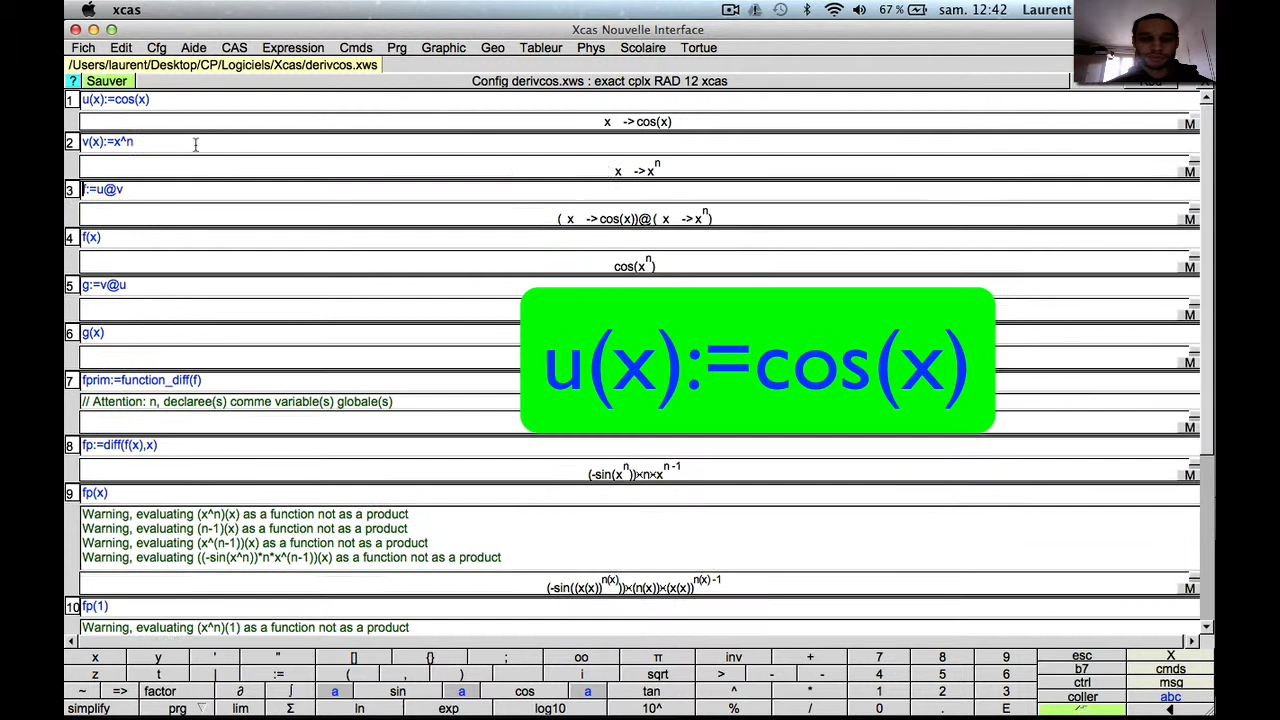 xcas
67 %
sam. 12:42
Laurent
Xcas Nouvelle Interface
Fich Edit Cfg Aide CAS Expression Cmds Prg Graphic Geo Tableur Phys Scolaire Tortue
/Users/laurent/Desktop/CP/Logiciels/Xcas/derivcos.xws
? Sauver
Config derivcos.xws : exact cplx RAD 12 xcas
1 u(x):=cos(x)
x ->cos(x)
M
2 v(x):=x^n
x ->x^n
M
3 f:=u@v
( x ->cos(x))@( x ->x^n)
M
4 f(x)
cos(x^n)
M
5 g:=v@u
M
6 g(x)
M
u(x):=cos(x)
7 fprim:=function_diff(f)
// Attention: n, declaree(s) comme variable(s) globale(s)
M
8 fp:=diff(f(x),x)
(-sin(x^n))×n×x^n-1
M
9 fp(x)
Warning, evaluating (x^n)(x) as a function not as a product
Warning, evaluating (n-1)(x) as a function not as a product
Warning, evaluating (x^(n-1))(x) as a function not as a product
Warning, evaluating ((-sin(x^n))*n*x^(n-1))(x) as a function not as a product
(-sin((x(x))^n(x)))×(n(x))×(x(x))^n(x)-1
M
10 fp(1)
Warning, evaluating (x^n)(1) as a function not as a product
x y ' " [] {} ; oo π inv + 7 8 9 esc X
z t | := ( , ) i sqrt > - - 4 5 6 b7 cmds
ctrl msg
~ => factor ∂ ∫ a sin a cos a tan ^ * 1 2 3 coller abc
simplify prg lim Σ ln exp log10 10^ % / 0 . E